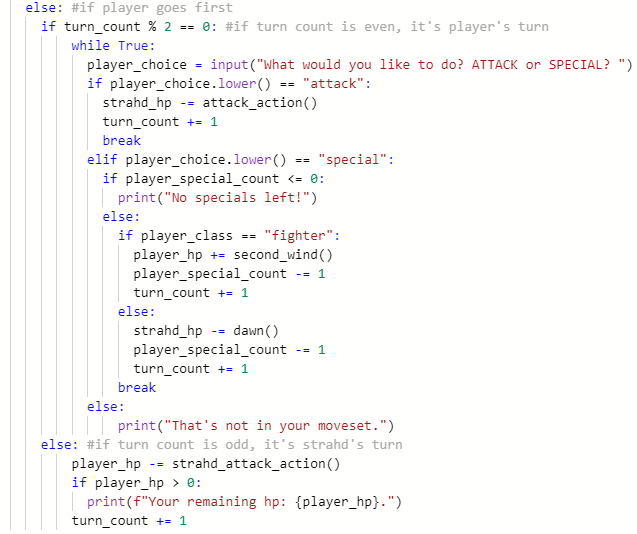 else: #if player goes first
if turn_count % 2 == 0: #if turn count is even, it's player's turn
while True:
player_choice = input("What would you like to do? ATTACK or SPECIAL? ")
if player_choice.lower() == "attack":
strahd_hp -= attack_action()
turn_count += 1
break
elif player_choice.lower() == "special":
if player_special_count <= 0:
print("No specials left!")
else:
if player_class == "fighter":
player_hp += second_wind()
player_special_count -= 1
turn_count += 1
else:
strahd_hp -= dawn()
player_special_count -= 1
turn_count += 1
break
else:
print("That's not in your moveset.")
else: #if turn count is odd, it's strahd's turn
player_hp -= strahd_attack_action()
if player_hp > 0:
print(f"Your remaining hp: {player_hp}.")
turn_count += 1